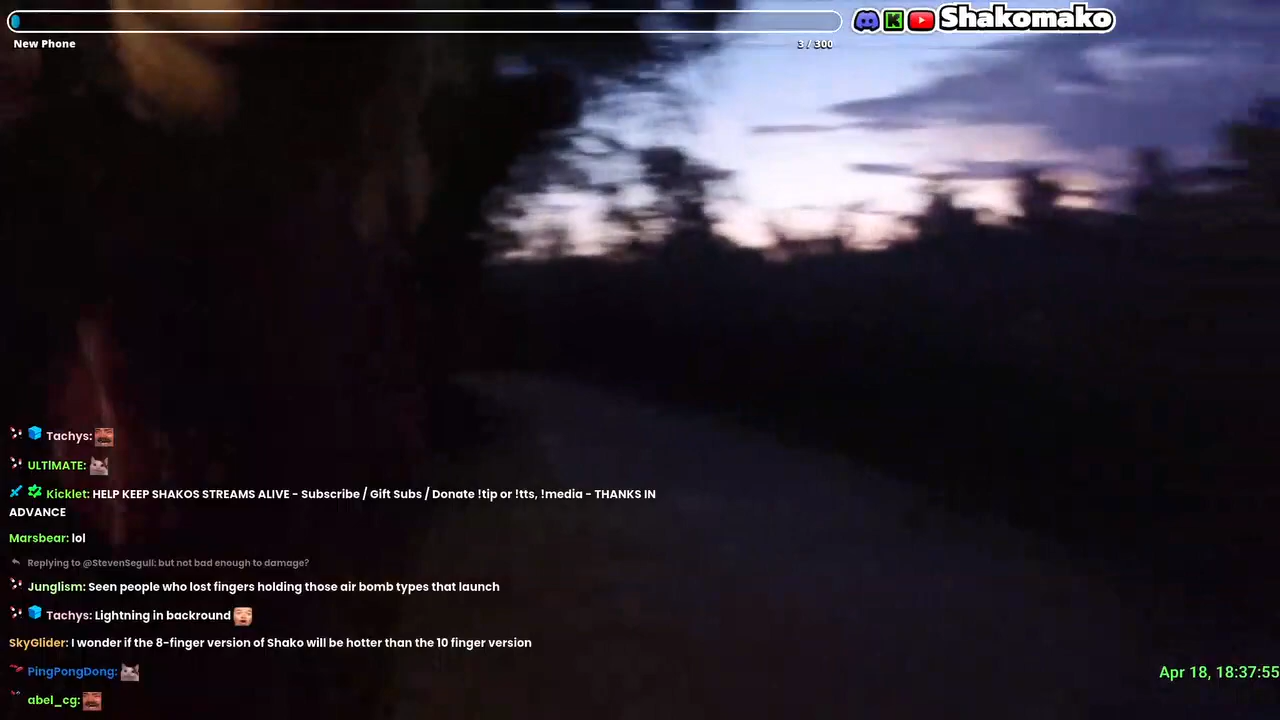 Shakomako
New Phone
3 / 300
Tachys:
ULTIMATE:
Kicklet: HELP KEEP SHAKOS STREAMS ALIVE - Subscribe / Gift Subs / Donate !tip or !tts, !media - THANKS IN
ADVANCE
Marsbear: lol
Replying to @StevenSegull: but not bad enough to damage?
Junglism: Seen people who lost fingers holding those air bomb types that launch
Tachys: Lightning in backround
SkyGlider: I wonder if the 8-finger version of Shako will be hotter than the 10 finger version
PingPongDong:
Apr 18, 18:37:55
abel_cg: